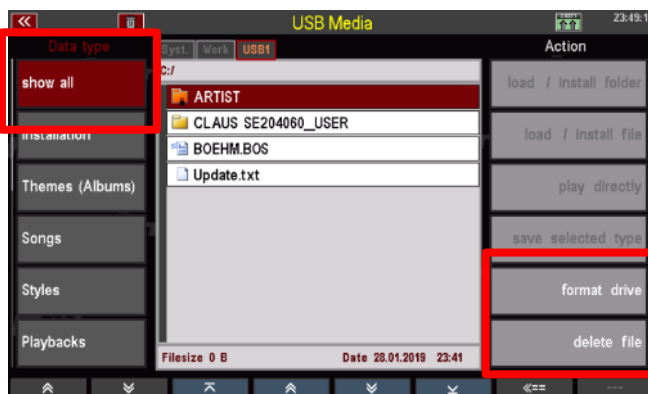 USB Media
23:49:1
Data type
Syst. Work USB1
Action
C:/
show all
ARTIST
CLAUS SE204060__USER
BOEHM.BOS
Update.txt
Installation
Themes (Albums)
Songs
Styles
Playbacks
load / install folder
load / install file
play directly
save selected type
format drive
delete file
Filesize 0 B Date 28.01.2019 23:41
«== ---